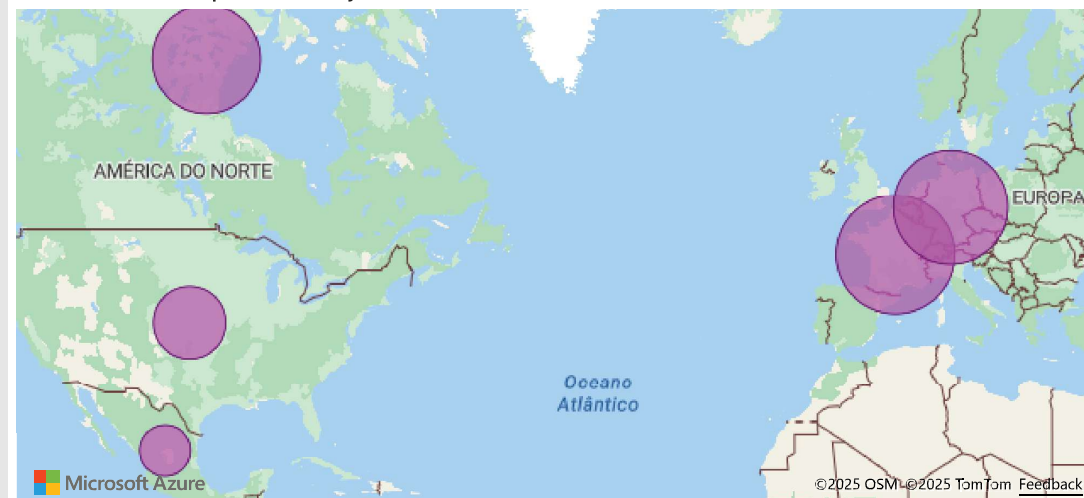 AMÉRICA DO NORTE
EUROPA
Oceano
Atlântico
Microsoft Azure
©2025 OSM ©2025 TomTom Feedback